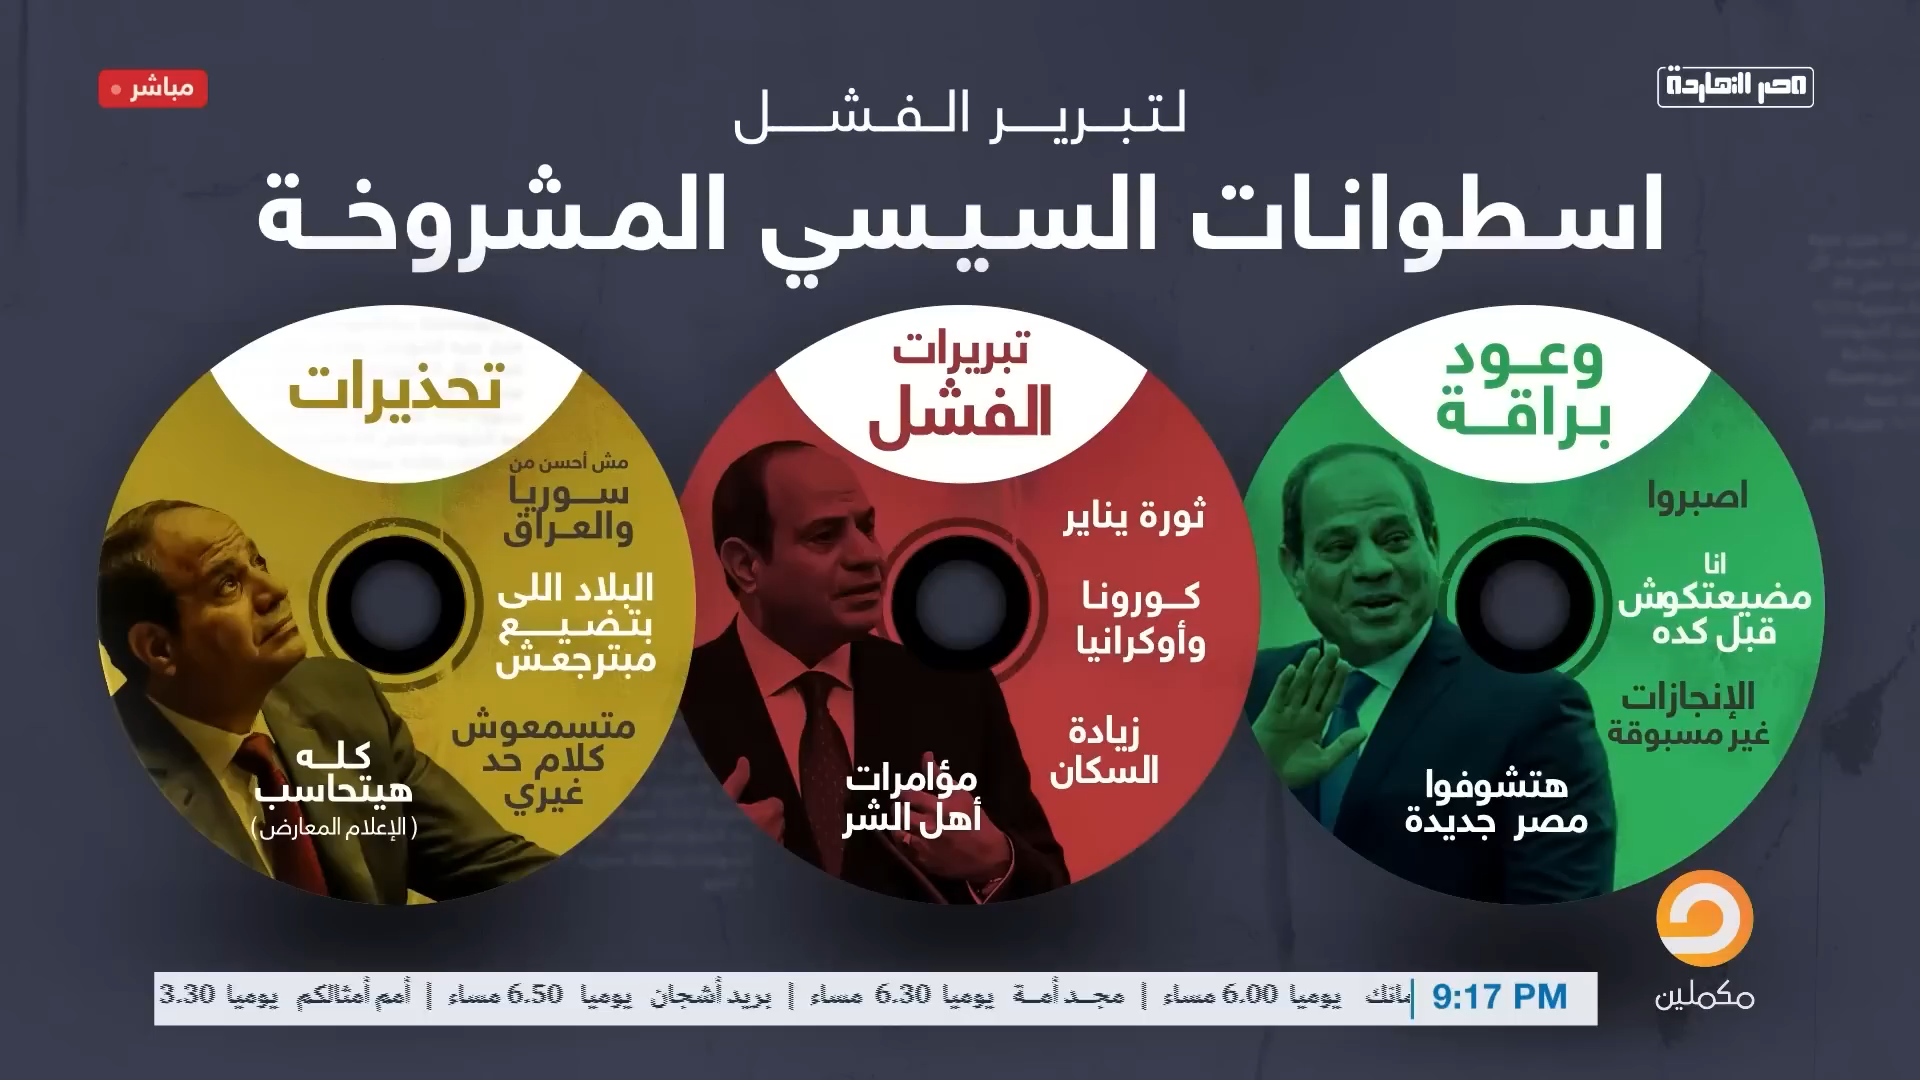 مباشر
مصر النهاردة
لتبرير الفشل
اسطوانات السيسي المشروخة
وعود
براقة
اصبروا
انا
مضيعتكوش
قبل كده
الإنجازات
غير مسبوقة
هتشوفوا
مصر جديدة
تبريرات
الفشل
ثورة يناير
كورونا
وأوكرانيا
زيادة
السكان
مؤامرات
أهل الشر
تحذيرات
مش أحسن من
سوريا
والعراق
البلاد اللى
بتضيع
مبترجعش
متسمعوش
كلام حد
غيري
كله
هيتحاسب
(الإعلام المعارض)
مكملين
9:17 PM
يوميا 6.00 مساء | مجد أمة يوميا 6.30 مساء | بريد أشجان يوميا 6.50 مساء | أمم أمثالكم يوميا 3.30